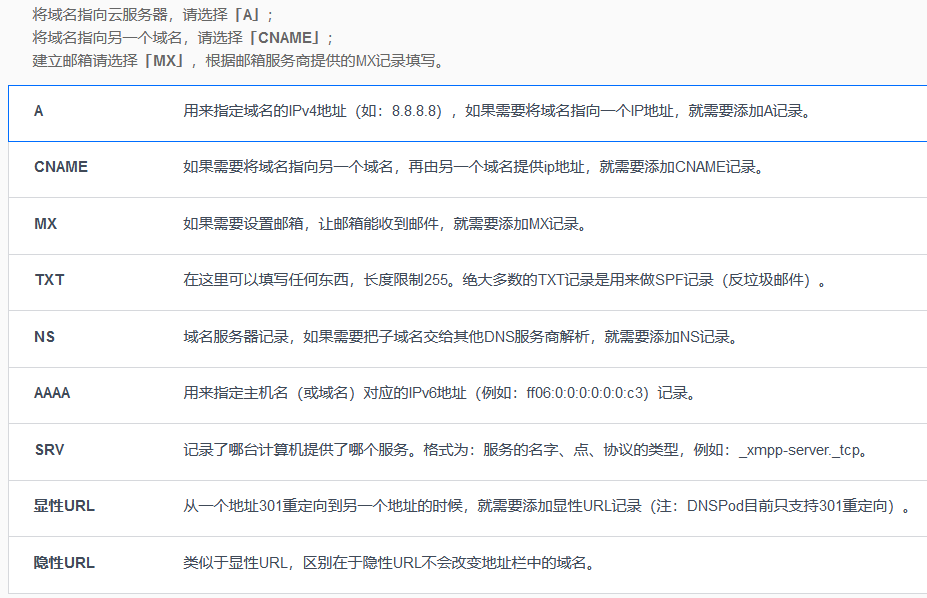 将域名指向云服务器，请选择「A」；
将域名指向另一个域名，请选择「CNAME」；
建立邮箱请选择「MX」，根据邮箱服务商提供的MX记录填写。
A 用来指定域名的IPv4地址（如：8.8.8.8），如果需要将域名指向一个IP地址，就需要添加A记录。
CNAME 如果需要将域名指向另一个域名，再由另一个域名提供ip地址，就需要添加CNAME记录。
MX 如果需要设置邮箱，让邮箱能收到邮件，就需要添加MX记录。
TXT 在这里可以填写任何东西，长度限制255。绝大多数的TXT记录是用来做SPF记录（反垃圾邮件）。
NS 域名服务器记录，如果需要把子域名交给其他DNS服务商解析，就需要添加NS记录。
AAAA 用来指定主机名（或域名）对应的IPv6地址（例如：ff06:0:0:0:0:0:0:c3）记录。
SRV 记录了哪台计算机提供了哪个服务。格式为：服务的名字、点、协议的类型，例如：_xmpp-server._tcp。
显性URL 从一个地址301重定向到另一个地址的时候，就需要添加显性URL记录（注：DNSPod目前只支持301重定向）。
隐性URL 类似于显性URL，区别在于隐性URL不会改变地址栏中的域名。